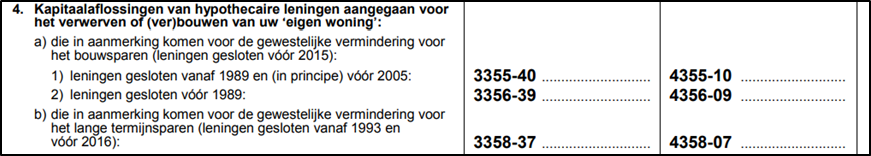 4. Kapitaalaflossingen van hypothecaire leningen aangegaan voor
het verwerven of (ver)bouwen van uw ‘eigen woning’:
a) die in aanmerking komen voor de gewestelijke vermindering voor
het bouwsparen (leningen gesloten vóór 2015):
1) leningen gesloten vanaf 1989 en (in principe) vóór 2005: 3355-40 ............................ 4355-10 ............................
2) leningen gesloten vóór 1989: 3356-39 ............................ 4356-09 ............................
b) die in aanmerking komen voor de gewestelijke vermindering voor
het lange termijnsparen (leningen gesloten vanaf 1993 en
vóór 2016): 3358-37 ............................ 4358-07 ............................